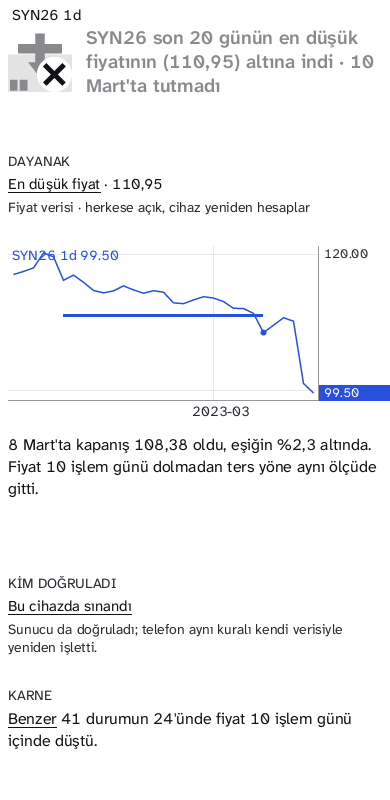 SYN26 1d
SYN26 son 20 günün en düşük
fiyatının (110,95) altına indi · 10
Mart'ta tutmadı
DAYANAK
En düşük fiyat · 110,95
Fiyat verisi · herkese açık, cihaz yeniden hesaplar
SYN26 1d 99.50
120.00
99.50
2023-03
8 Mart'ta kapanış 108,38 oldu, eşiğin %2,3 altında.
Fiyat 10 işlem günü dolmadan ters yöne aynı ölçüde
gitti.
KİM DOĞRULADI
Bu cihazda sınandı
Sunucu da doğruladı; telefon aynı kuralı kendi verisiyle
yeniden işletti.
KARNE
Benzer 41 durumun 24'ünde fiyat 10 işlem günü
içinde düştü.